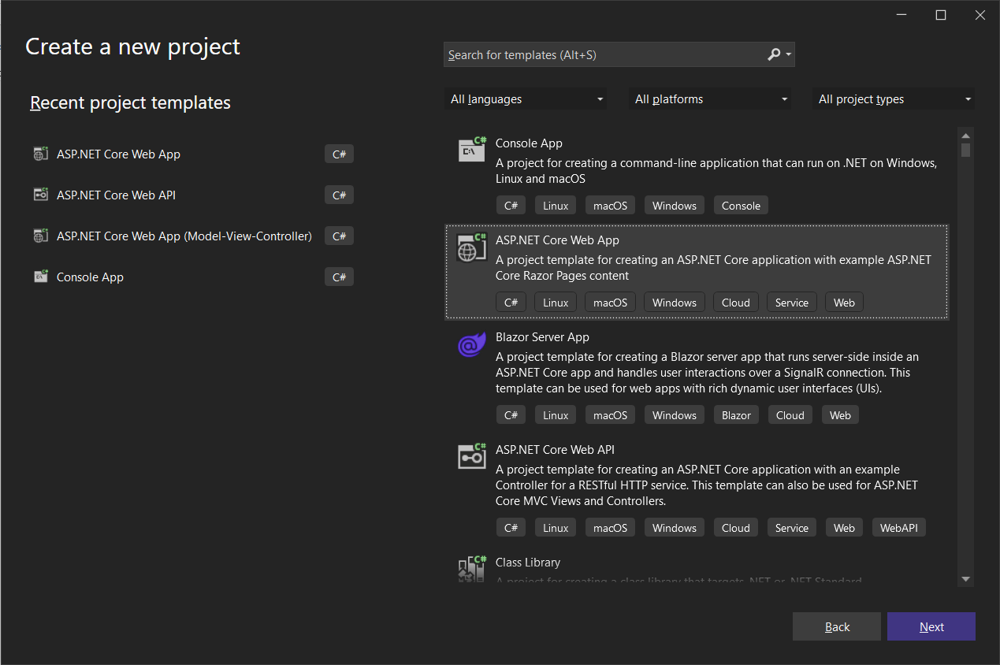 Create a new project
Search for templates (Alt+S)
Recent project templates
All languages
All platforms
All project types
ASP.NET Core Web App
C#
ASP.NET Core Web API
C#
ASP.NET Core Web App (Model-View-Controller)
C#
Console App
C#
Console App
A project for creating a command-line application that can run on .NET on Windows,
Linux and macOS
C# Linux macOS Windows Console
ASP.NET Core Web App
A project template for creating an ASP.NET Core application with example ASP.NET
Core Razor Pages content
C# Linux macOS Windows Cloud Service Web
Blazor Server App
A project template for creating a Blazor server app that runs server-side inside an
ASP.NET Core app and handles user interactions over a SignalR connection. This
template can be used for web apps with rich dynamic user interfaces (UIs).
C# Linux macOS Windows Blazor Cloud Web
ASP.NET Core Web API
A project template for creating an ASP.NET Core application with an example
Controller for a RESTful HTTP service. This template can also be used for ASP.NET
Core MVC Views and Controllers.
C# Linux macOS Windows Cloud Service Web WebAPI
Class Library
A project for creating a class library that targets .NET or .NET Standard
Back
Next